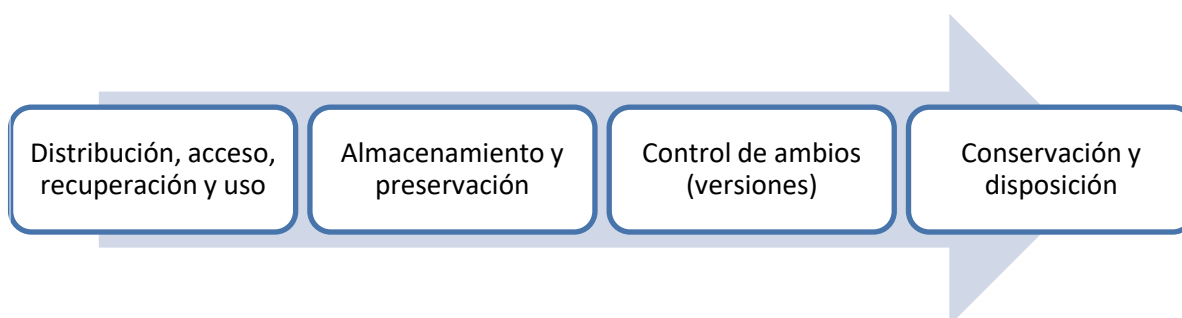 Distribución, acceso,
recuperación y uso
Almacenamiento y
preservación
Control de ambios
(versiones)
Conservación y
disposición